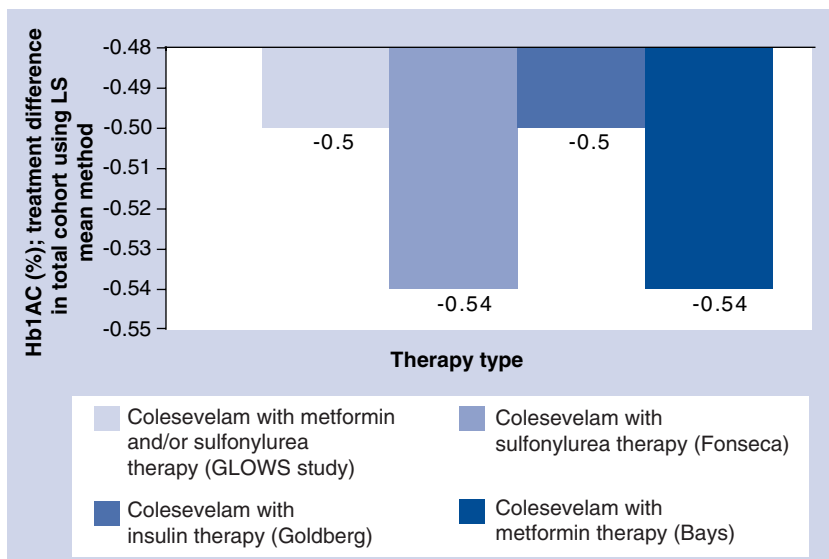 Hb1AC (%); treatment difference
in total cohort using LS
mean method
-0.48
-0.49
-0.50
-0.51
-0.52
-0.53
-0.54
-0.55
-0.5
-0.54
-0.5
-0.54
Therapy type
Colesevelam with metformin
and/or sulfonylurea
therapy (GLOWS study)
Colesevelam with
sulfonylurea therapy (Fonseca)
Colesevelam with
insulin therapy (Goldberg)
Colesevelam with
metformin therapy (Bays)